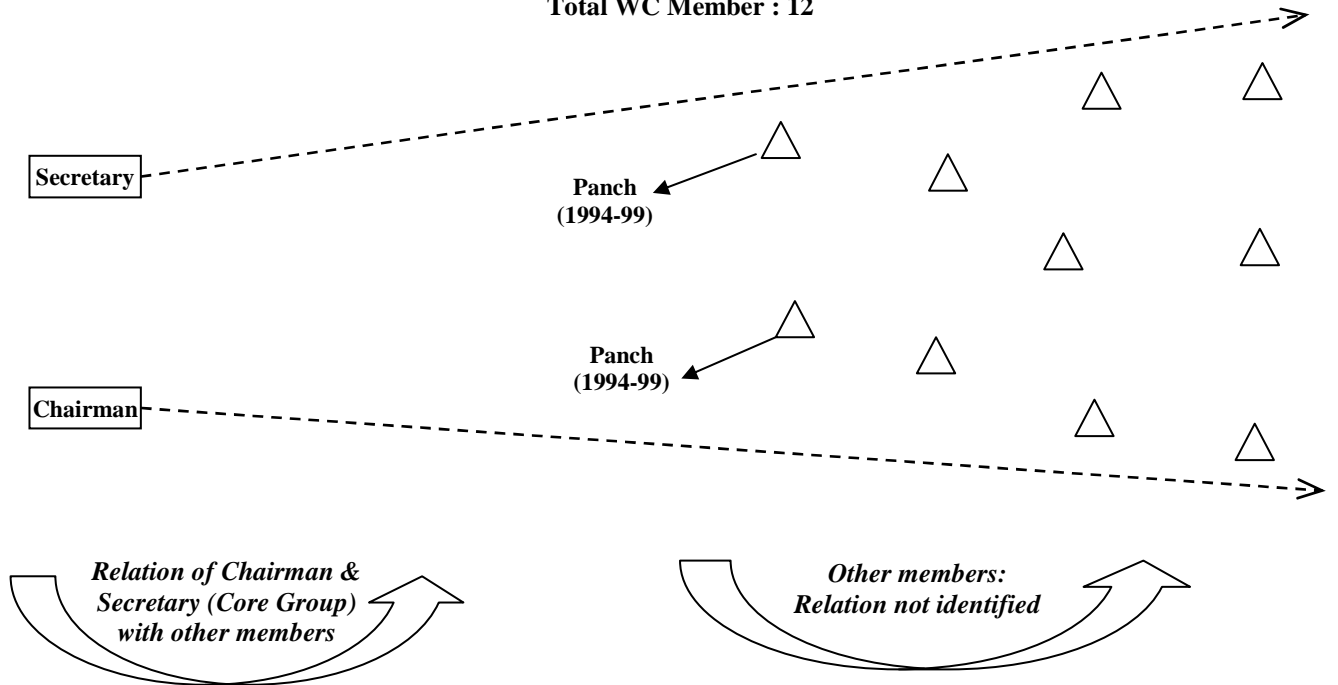 Total WC Member : 12
Secretary
Panch
(1994-99)
Panch
(1994-99)
Chairman
Relation of Chairman &
Secretary (Core Group)
with other members
Other members:
Relation not identified